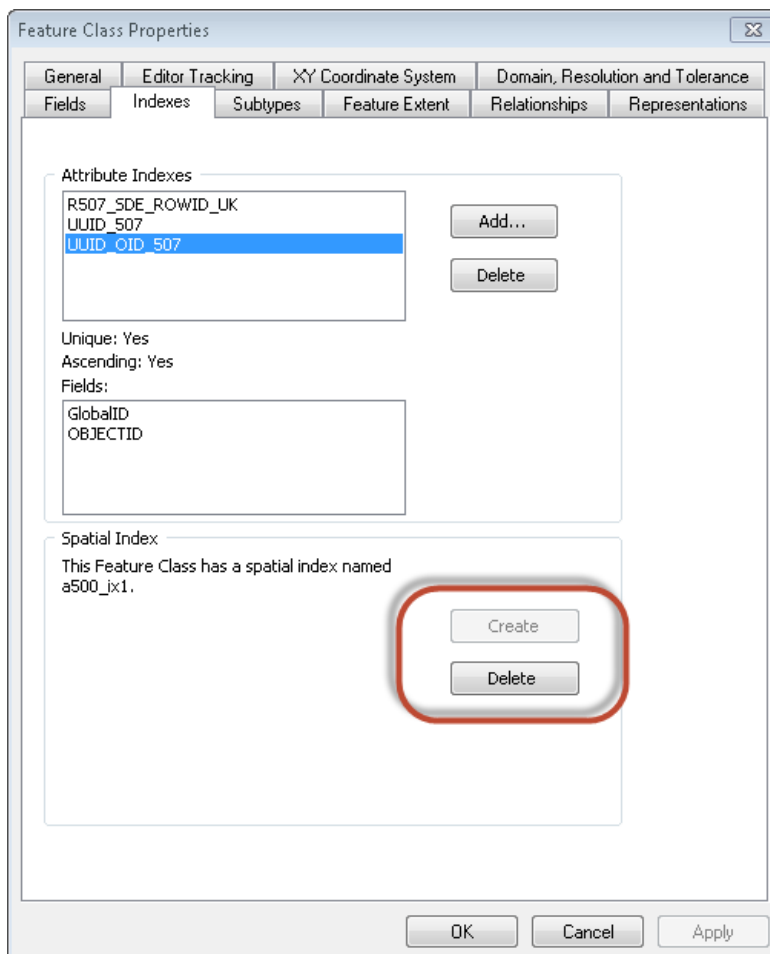 Feature Class Properties
General Editor Tracking XY Coordinate System Domain, Resolution and Tolerance
Fields Indexes Subtypes Feature Extent Relationships Representations
Attribute Indexes
R507_SDE_ROWID_UK
UUID_507
UUID_OID_507
Add...
Delete
Unique: Yes
Ascending: Yes
Fields:
GlobalID
OBJECTID
Spatial Index
This Feature Class has a spatial index named
a500_ix1.
Create
Delete
OK Cancel Apply